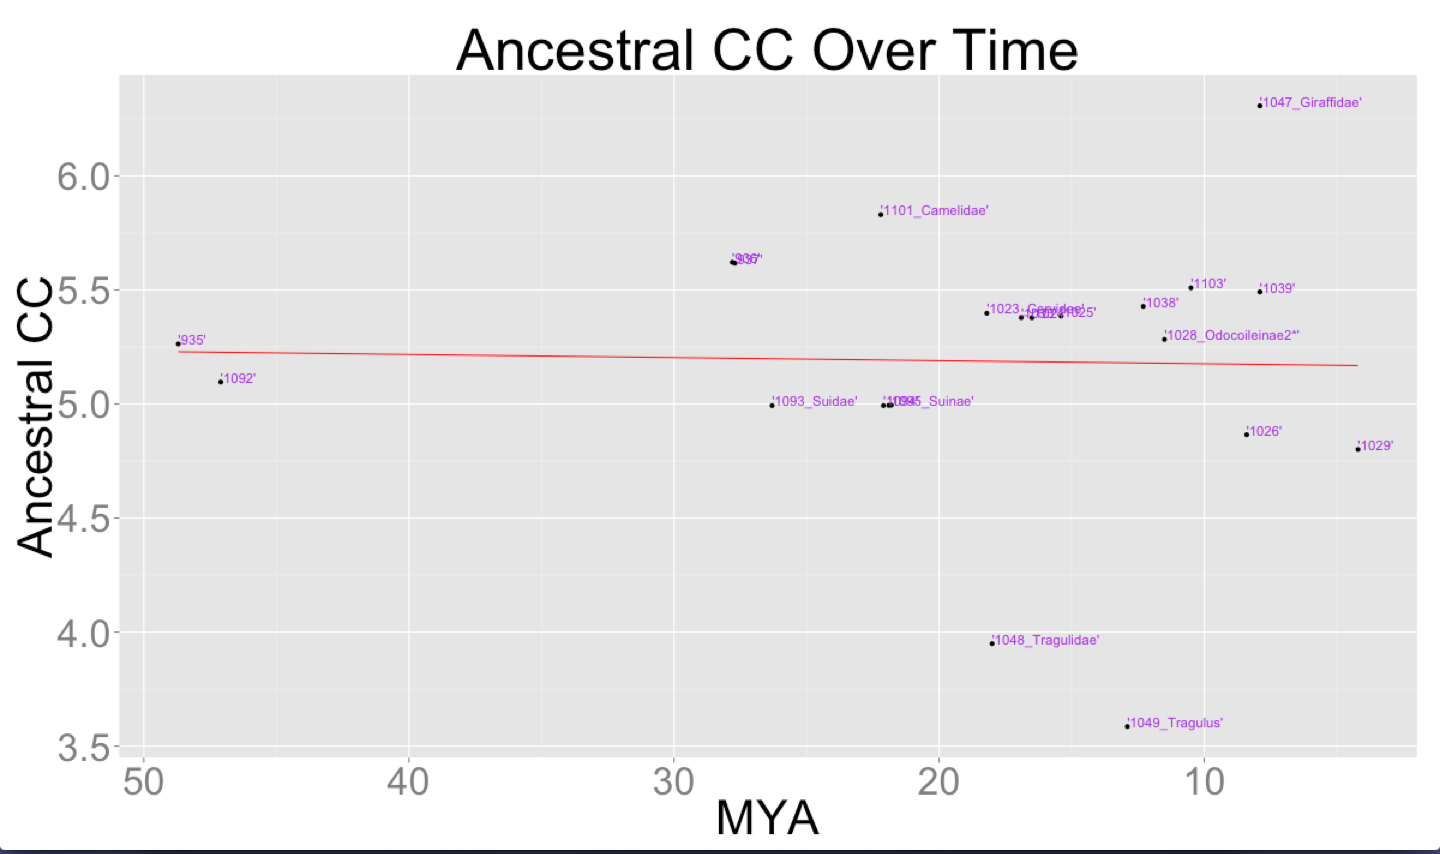 Ancestral CC Over Time
'1047_Giraffidae'
6.0
'1101_Camelidae'
'937'
5.5
'1103'
'1039'
'1038'
'1023_Cervidae'
'1025'
'1028_Odocoileinae2*'
'935'
'1092'
5.0
'1093_Suidae'
'1094'
'1095_Suinae'
'1026'
'1029'
4.5
4.0
'1048_Tragulidae'
'1049_Tragulus'
3.5
Ancestral CC
50
40
30
20
10
MYA